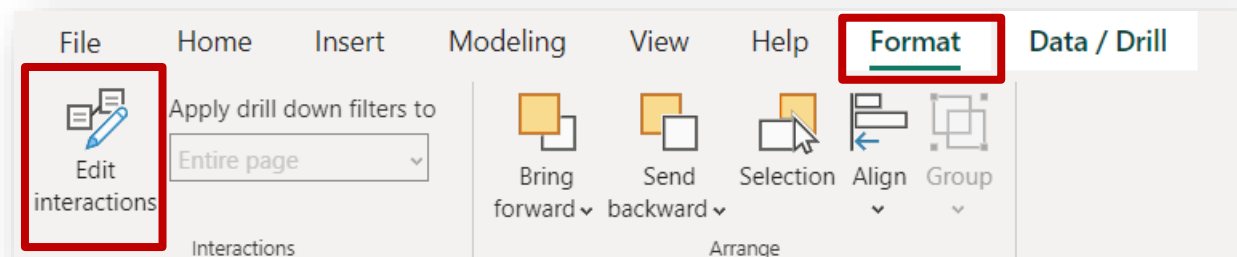 File Home Insert Modeling View Help Format Data / Drill
Edit
interactions
Apply drill down filters to
Entire page
Interactions
Bring
forward
Send
backward
Selection
Align
Group
Arrange